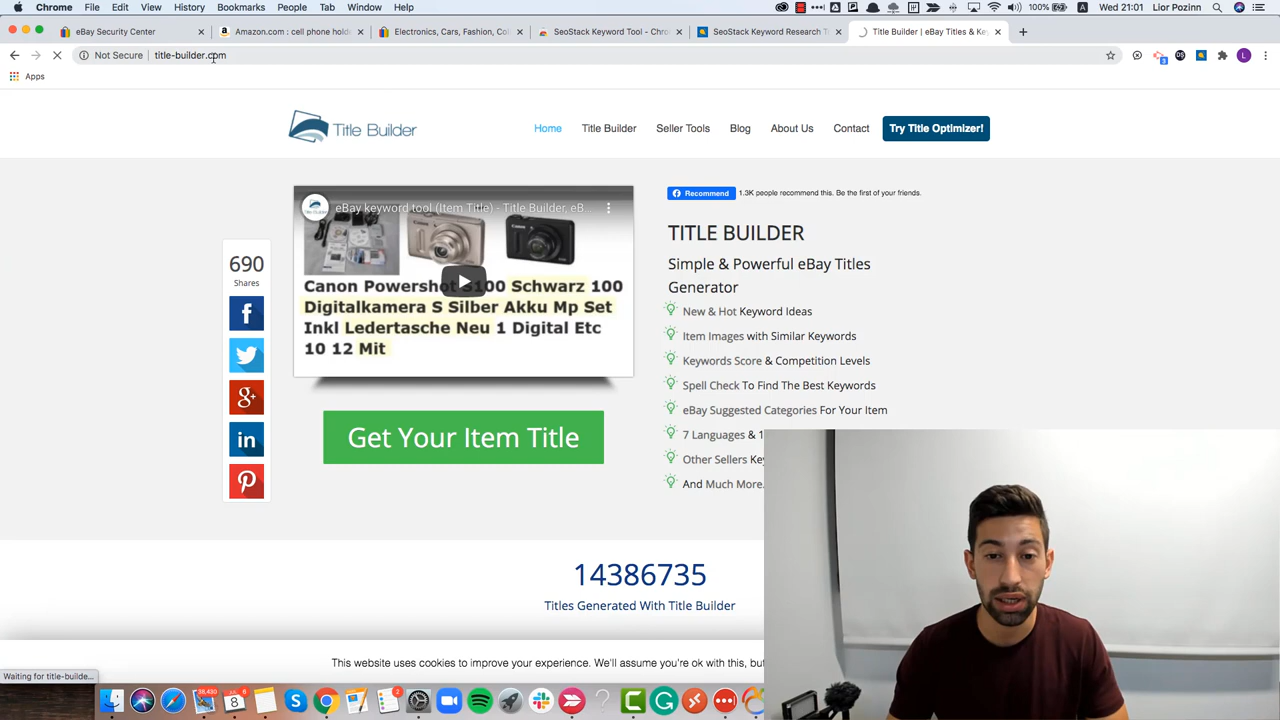 Chrome File Edit View History Bookmarks People Tab Window Help
100% Tue 21:01 Lior Pozinn
eBay Security Center
Amazon.com : cell phone hold
Electronics, Cars, Fashion, Col
SeoStack Keyword Tool - Chro
SeoStack Keyword Research T
Title Builder | eBay Titles & Ke
Not Secure title-builder.com
L
Apps
Title Builder
Home
Title Builder
Seller Tools
Blog
About Us
Contact
Try Title Optimizer!
690
Shares
eBay keyword tool (Item Title) - Title Builder, eB...
Canon Powershot S100 Schwarz 100
Digitalkamera S Silber Akku Mp Set
Inkl Ledertasche Neu 1 Digital Etc
10 12 Mit
Get Your Item Title
Recommend 1.3K people recommend this. Be the first of your friends.
TITLE BUILDER
Simple & Powerful eBay Titles
Generator
New & Hot Keyword Ideas
Item Images with Similar Keywords
Keywords Score & Competition Levels
Spell Check To Find The Best Keywords
eBay Suggested Categories For Your Item
7 Languages & 1
Other Sellers Key
And Much More.
14386735
Titles Generated With Title Builder
This website uses cookies to improve your experience. We'll assume you're ok with this, but
Waiting for title-builde...